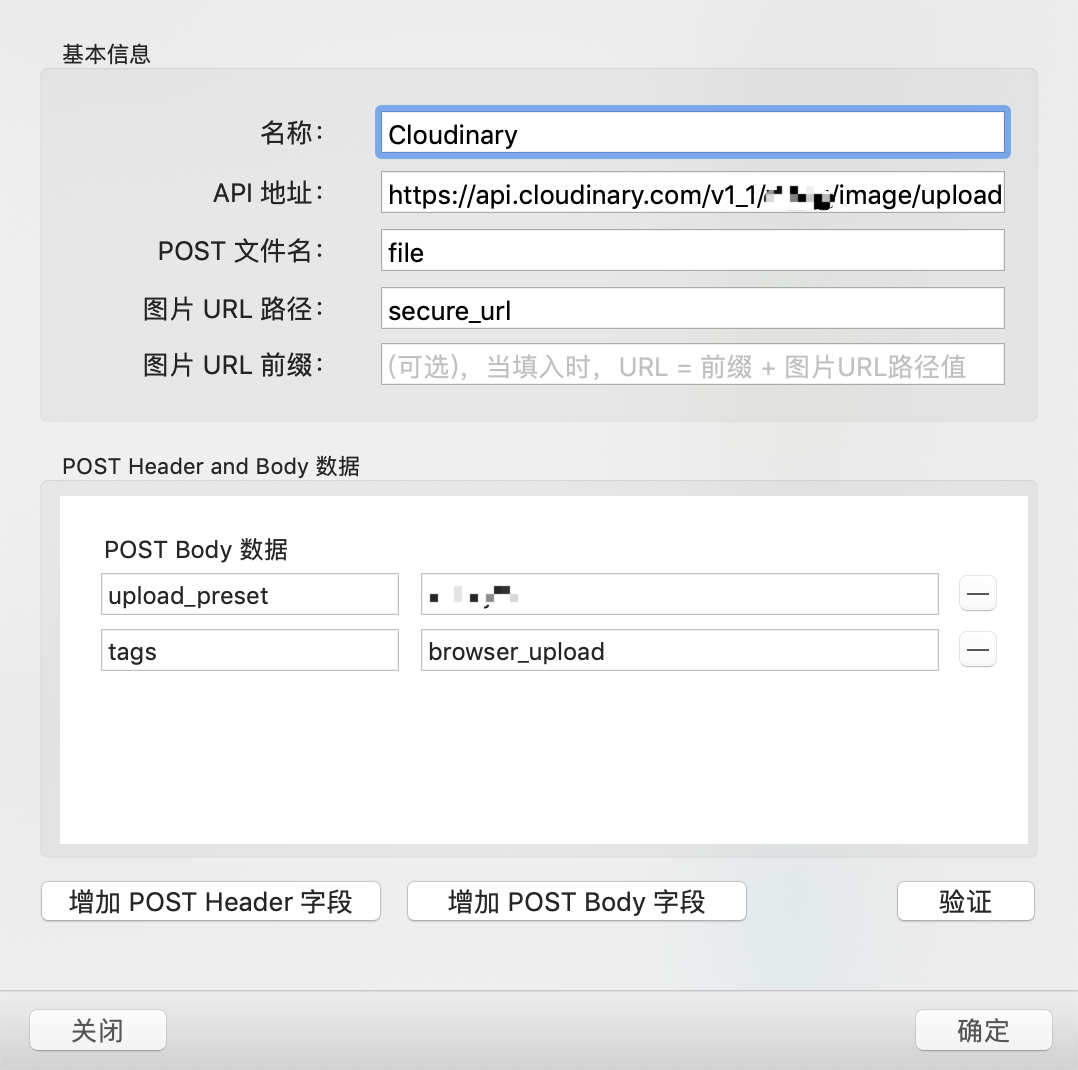 基本信息
名称：
Cloudinary
API 地址：
https://api.cloudinary.com/v1_1/ /image/upload
POST 文件名：
file
图片 URL 路径：
secure_url
图片 URL 前缀：
(可选)，当填入时，URL = 前缀 + 图片URL路径值
POST Header and Body 数据
POST Body 数据
upload_preset
tags
browser_upload
增加 POST Header 字段
增加 POST Body 字段
验证
关闭
确定